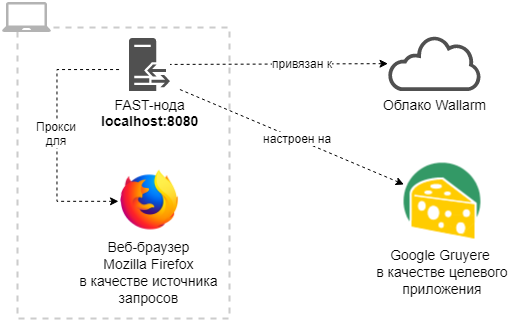 привязан к
FAST-нода
localhost:8080
Облако Wallarm
Прокси
для
настроен на
Веб-браузер
Mozilla Firefox
в качестве источника
запросов
Google Gruyere
в качестве целевого
приложения